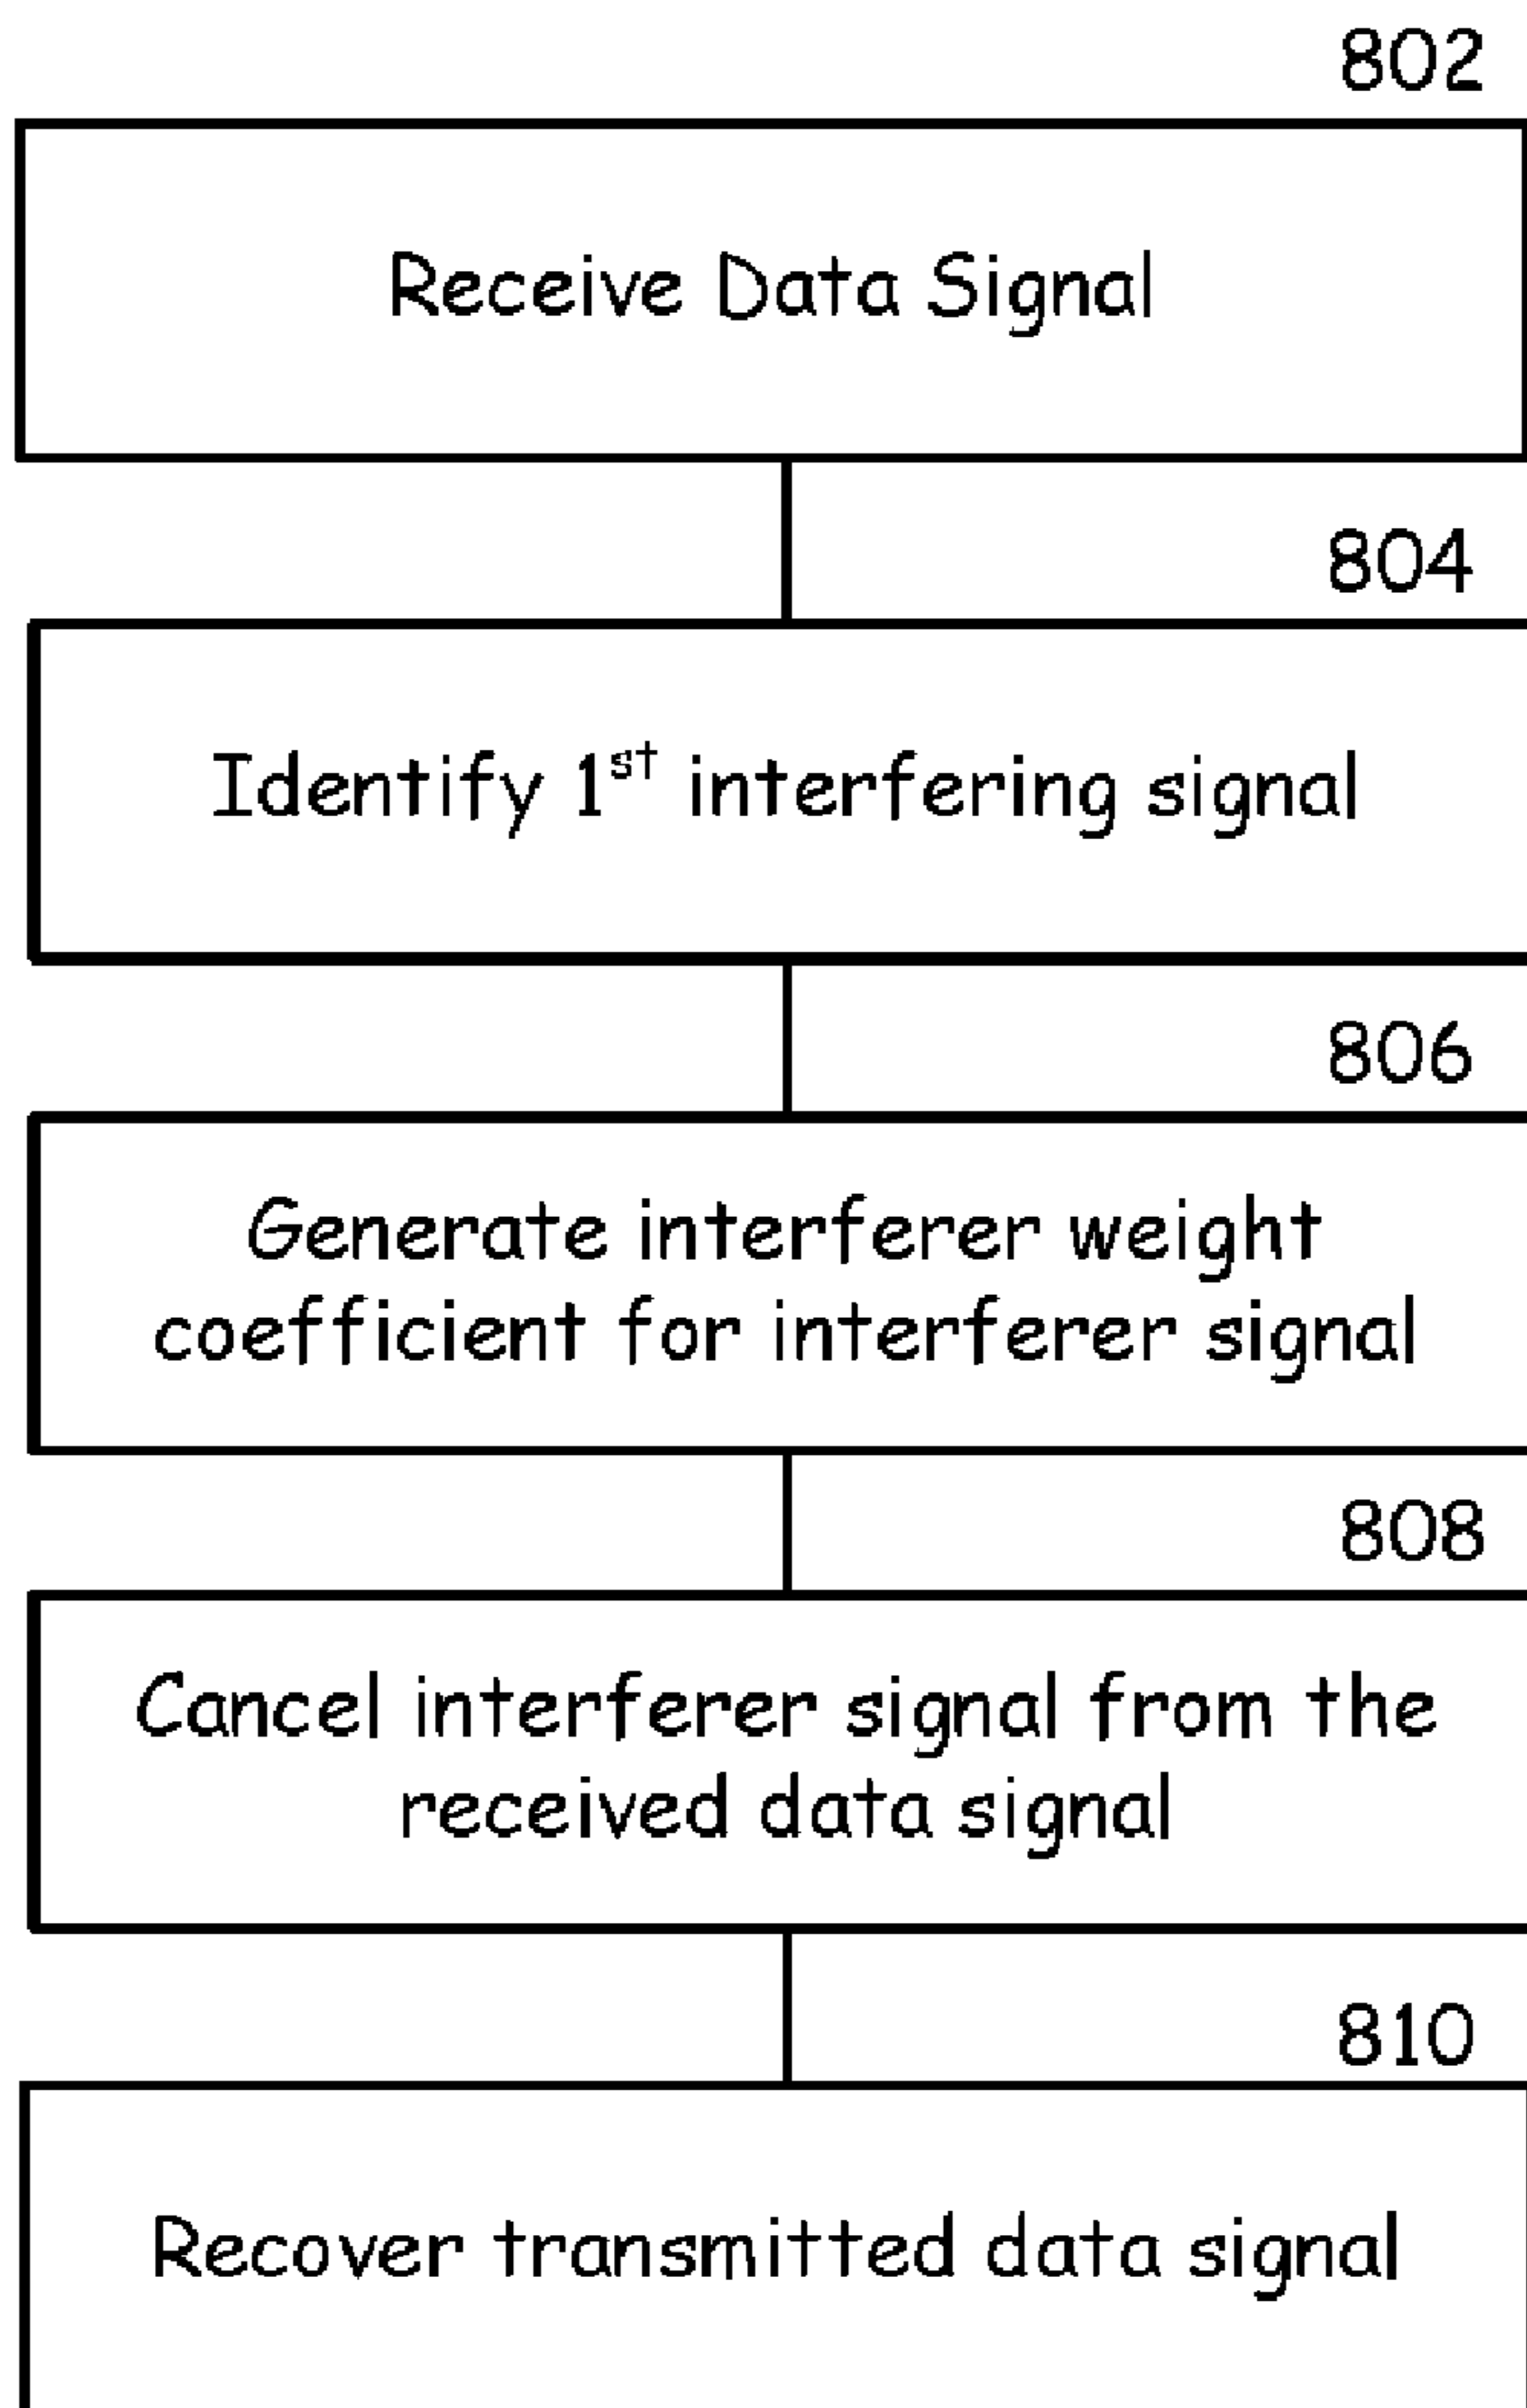 802
Receive Data Signal
804
Identify 1st interfering signal
806
Generate interferer weight
coefficient for interferer signal
808
Cancel interferer signal from the
received data signal
810
Recover transmitted data signal